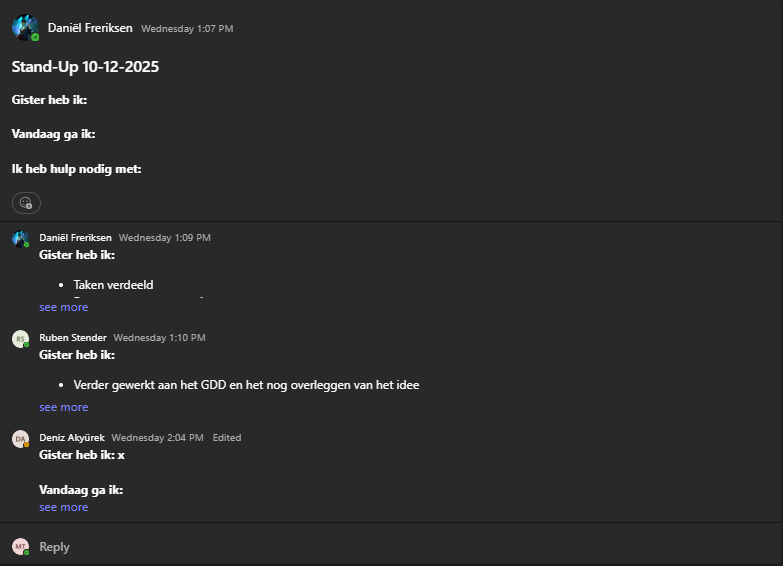 Daniël Freriksen Wednesday 1:07 PM
Stand-Up 10-12-2025
Gister heb ik:
Vandaag ga ik:
Ik heb hulp nodig met:
Daniël Freriksen Wednesday 1:09 PM
Gister heb ik:
• Taken verdeeld
see more
RS Ruben Stender Wednesday 1:10 PM
Gister heb ik:
• Verder gewerkt aan het GDD en het nog overleggen van het idee
see more
DA Deniz Akyürek Wednesday 2:04 PM Edited
Gister heb ik: x
Vandaag ga ik:
see more
MT Reply